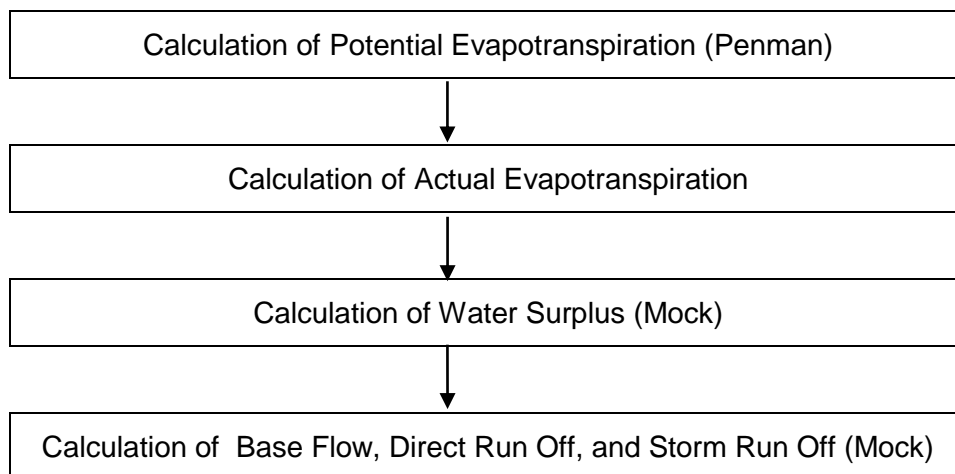 Calculation of Potential Evapotranspiration (Penman)
Calculation of Actual Evapotranspiration
Calculation of Water Surplus (Mock)
Calculation of  Base Flow, Direct Run Off, and Storm Run Off (Mock)